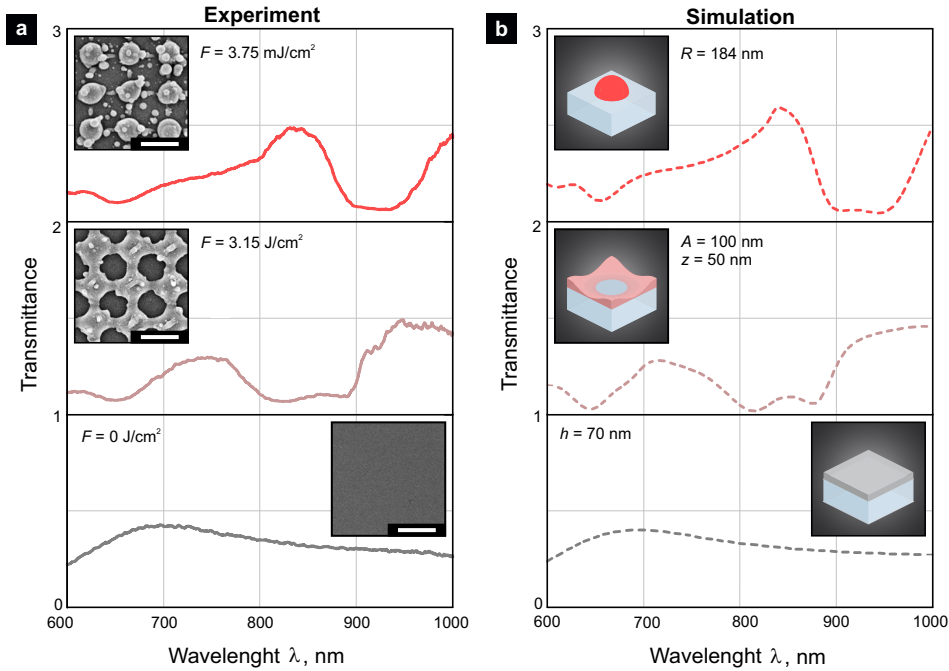 Experiment
a
3
F = 3.75 mJ/cm²
2
F = 3.15 J/cm²
1
F = 0 J/cm²
0
Transmittance
600 700 800 900 1000
Wavelenght λ, nm
Simulation
b
3
R = 184 nm
2
A = 100 nm
z = 50 nm
1
h = 70 nm
0
Transmittance
600 700 800 900 1000
Wavelenght λ, nm